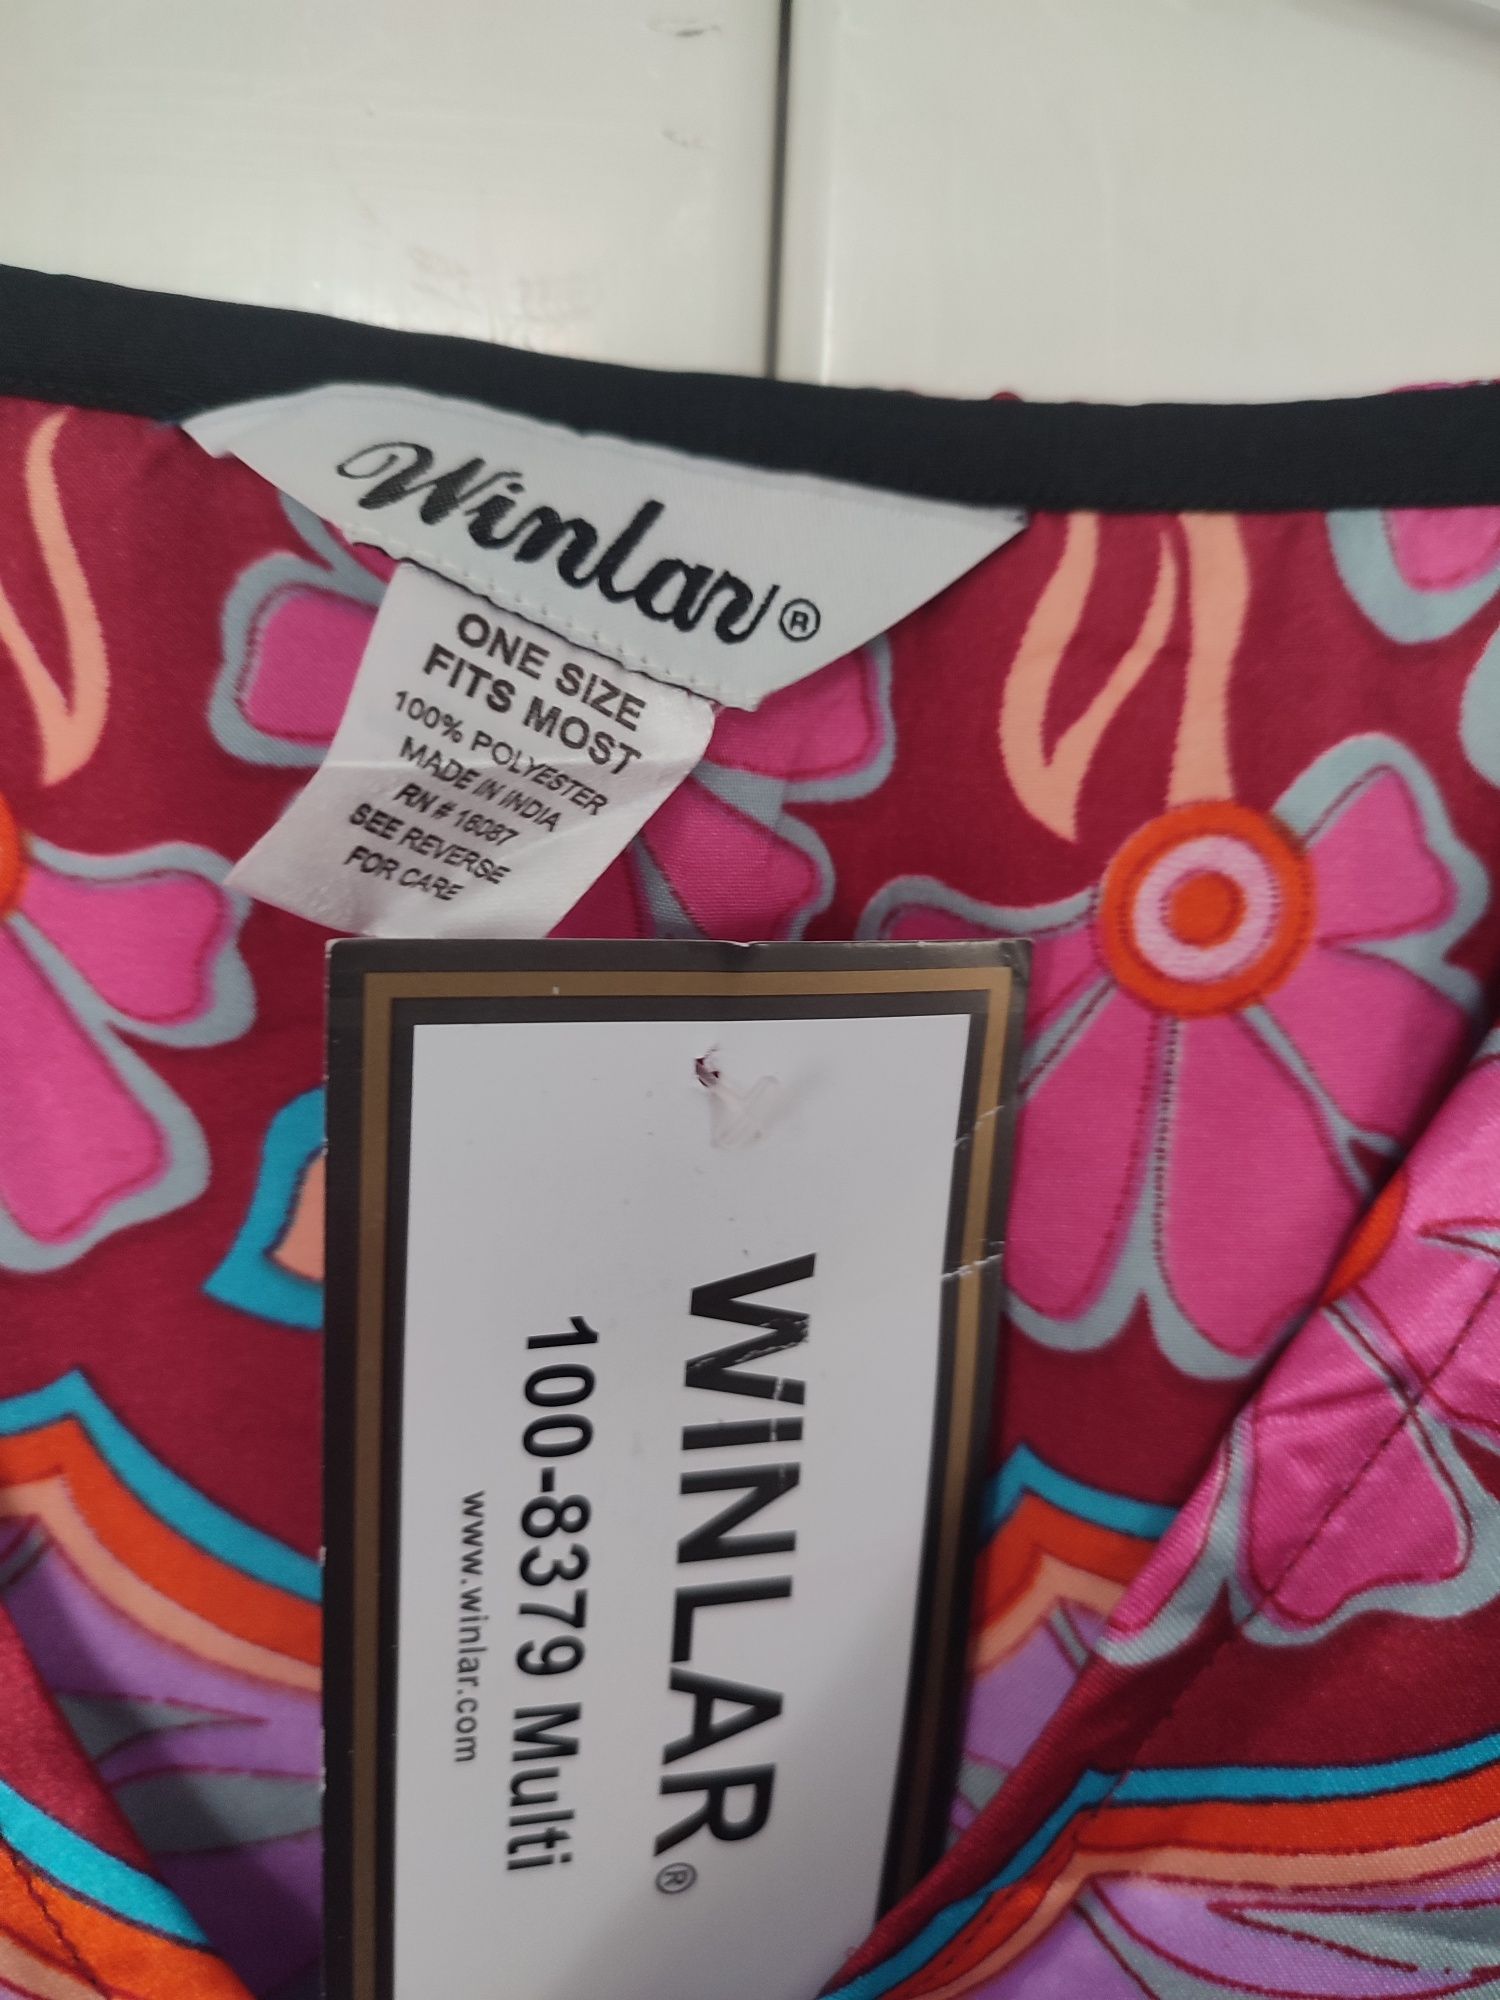 Winlar®
ONE SIZE
FITS MOST
100% POLYESTER
MADE IN INDIA
RN # 16087
SEE REVERSE
FOR CARE
WINLAR®
100-8379 Multi
www.winlar.com